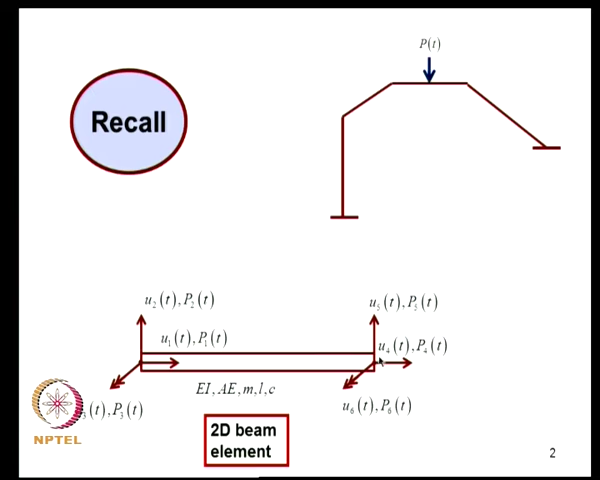 P(t)
Recall
u₂(t), P₂(t)
u₅(t), P₅(t)
u₁(t), P₁(t)
u₄(t), P₄(t)
EI, AE, m, l, c
₃(t), P₃(t)
u₆(t), P₆(t)
NPTEL
2D beam
element
2